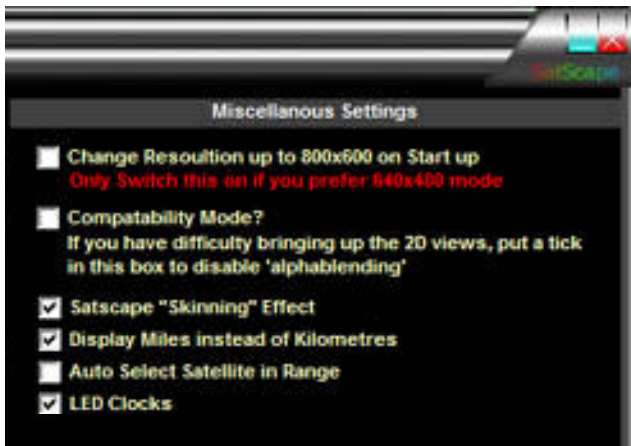 SatScape
Miscellanous Settings
Change Resoultion up to 800x600 on Start up
Only Switch this on if you prefer 640x480 mode
Compatability Mode?
If you have difficulty bringing up the 2D views, put a tick
in this box to disable 'alphablending'
Satscape "Skinning" Effect
Display Miles instead of Kilometres
Auto Select Satellite in Range
LED Clocks